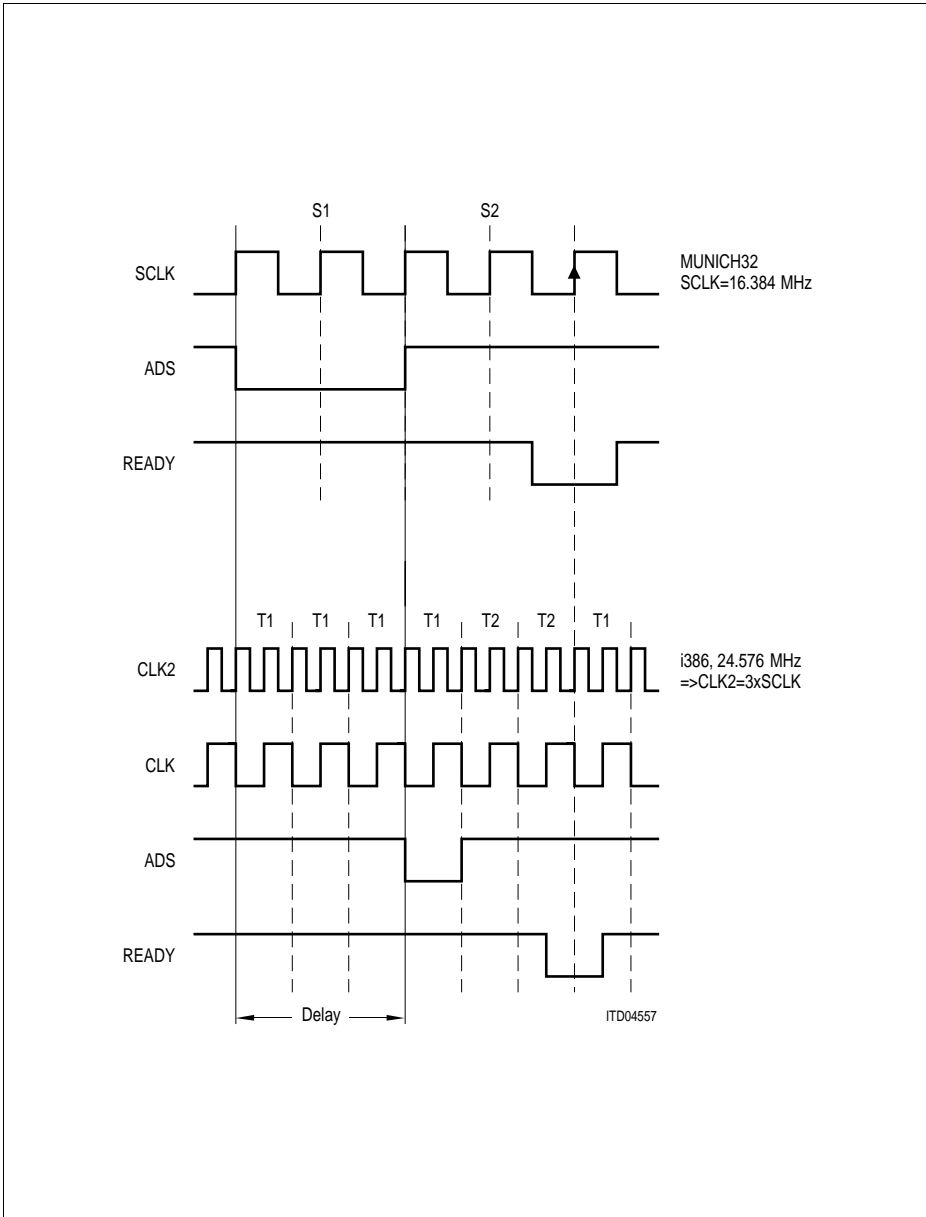 S1 S2
SCLK
MUNICH32
SCLK=16.384 MHz
ADS
READY
T1 T1 T1 T1 T2 T2 T1
CLK2
i386, 24.576 MHz
=>CLK2=3xSCLK
CLK
ADS
READY
Delay
ITD04557